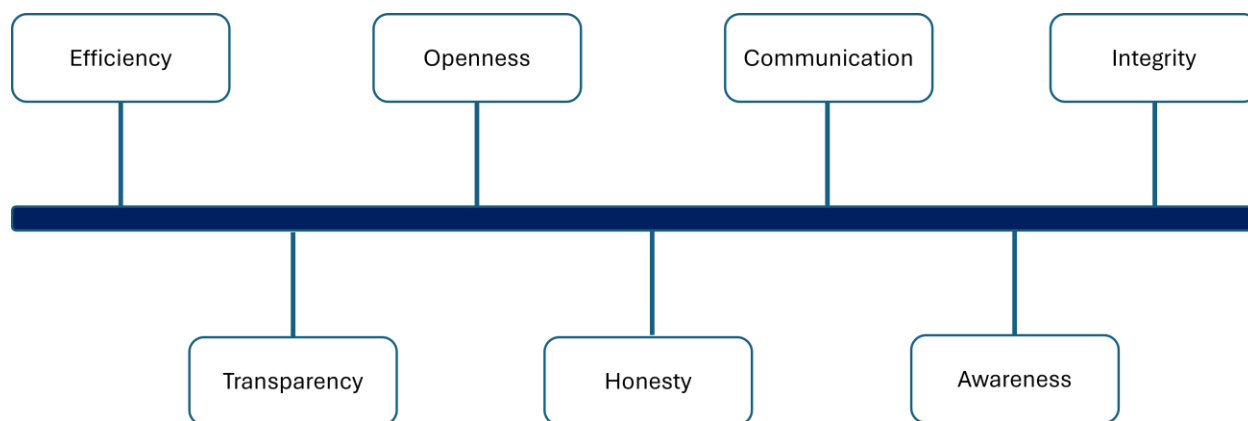 Efficiency
Openness
Communication
Integrity
Transparency
Honesty
Awareness